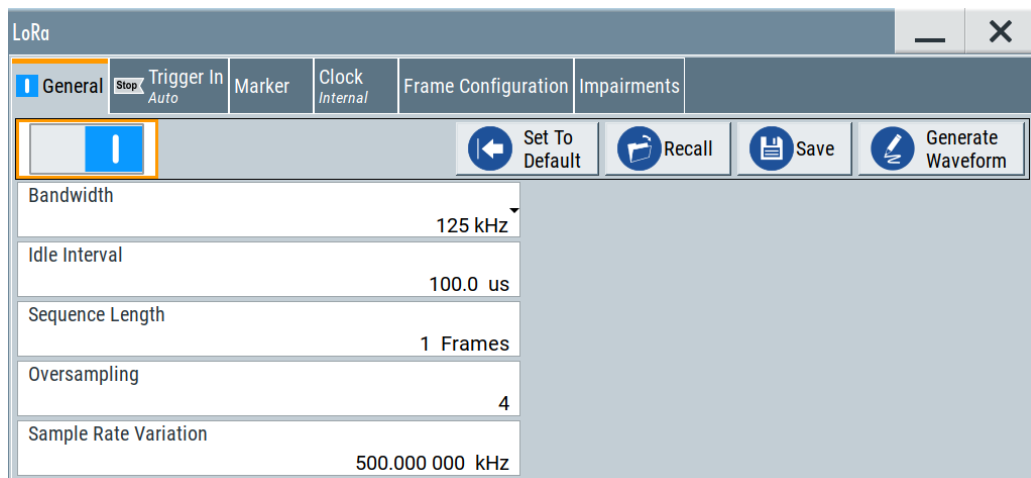 LoRa
General
Stop
Trigger In
Auto
Marker
Clock
Internal
Frame Configuration
Impairments
Set To
Default
Recall
Save
Generate
Waveform
Bandwidth
125 kHz
Idle Interval
100.0 us
Sequence Length
1 Frames
Oversampling
4
Sample Rate Variation
500.000 000 kHz